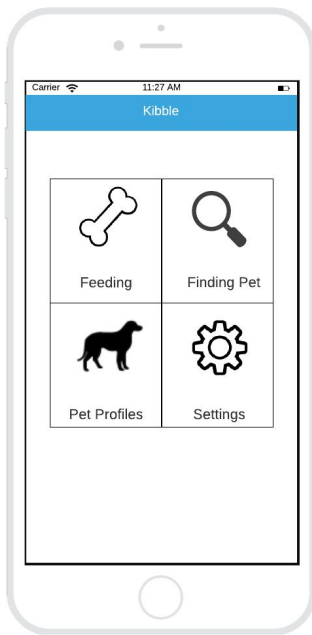 Carrier 11:27 AM
Kibble
Feeding Finding Pet
Pet Profiles Settings